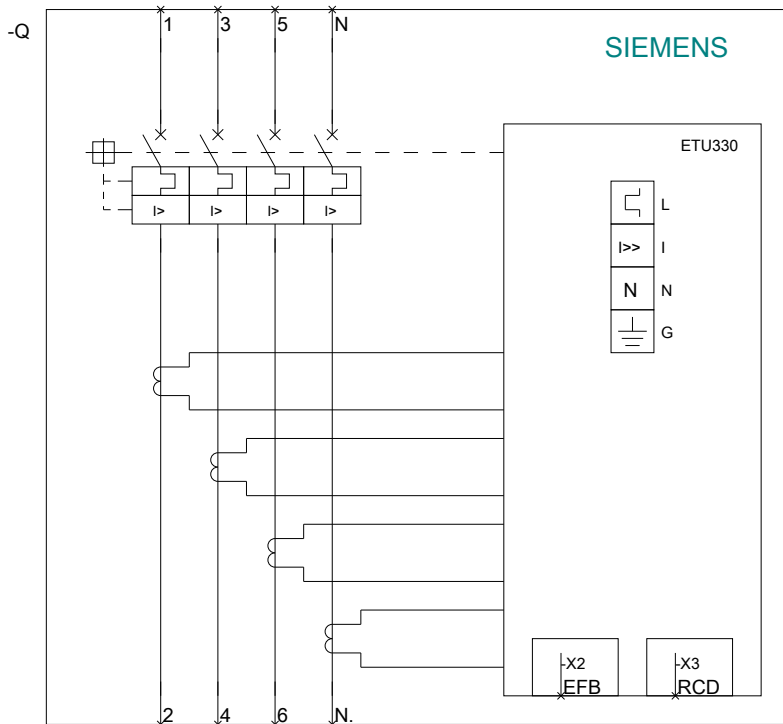 -Q
1 3 5 N
SIEMENS
ETU330
L
I> I> I> I>
I>> I
N N
G
-X2 -X3
EFB RCD
2 4 6 N.